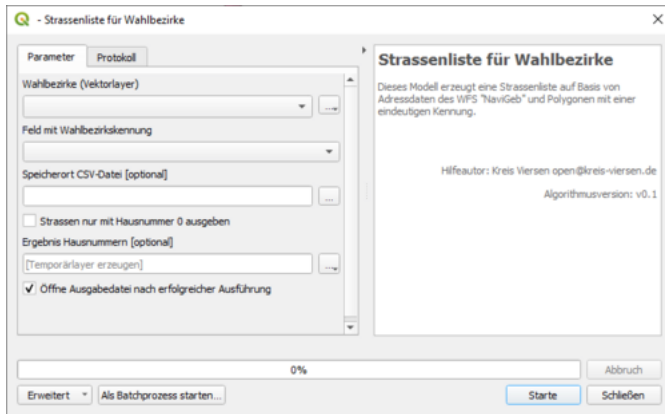 - Strassenliste für Wahlbezirke
Parameter
Protokoll
Wahlbezirke (Vektorlayer)
Feld mit Wahlbezirkskennung
Speicherort CSV-Datei [optional]
Strassen nur mit Hausnummer 0 ausgeben
Ergebnis Hausnummern [optional]
[Temporärlayer erzeugen]
Öffne Ausgabedatei nach erfolgreicher Ausführung
Strassenliste für Wahlbezirke
Dieses Modell erzeugt eine Strassenliste auf Basis von
Adressdaten des WFS "NaviGeb" und Polygonen mit einer
eindeutigen Kennung.
Hilfeautor: Kreis Viersen open@kreis-viersen.de
Algorithmusversion: v0.1
0%
Abbruch
Erweitert
Als Batchprozess starten...
Starte
Schließen